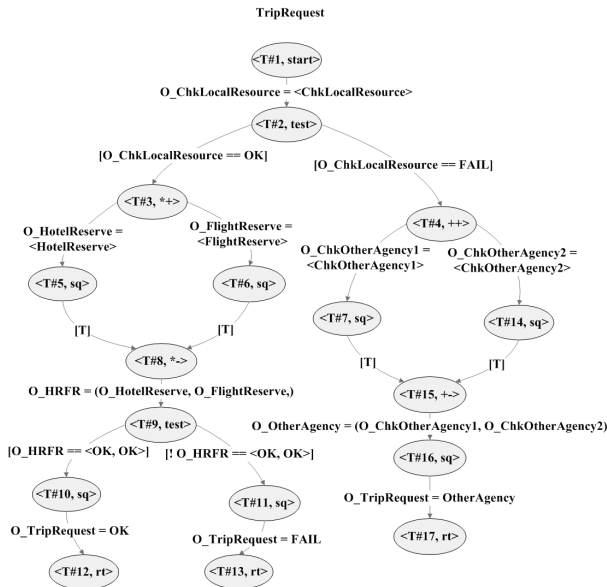 TripRequest
<T#1, start>
O_ChkLocalResource = <ChkLocalResource>
<T#2, test>
[O_ChkLocalResource == OK]
[O_ChkLocalResource == FAIL]
<T#3, *+>
<T#4, ++>
O_HotelReserve =
<HotelReserve>
O_FlightReserve =
<FlightReserve>
O_ChkOtherAgency1 =
<ChkOtherAgency1>
O_ChkOtherAgency2 =
<ChkOtherAgency2>
<T#5, sq>
<T#6, sq>
<T#7, sq>
<T#14, sq>
[T]
[T]
[T]
[T]
<T#8, *->
<T#15, +->
O_HRFR = (O_HotelReserve, O_FlightReserve,)
<T#9, test>
O_OtherAgency = (O_ChkOtherAgency1, O_ChkOtherAgency2)
[O_HRFR == <OK, OK>]
[! O_HRFR == <OK, OK>]
<T#16, sq>
<T#10, sq>
<T#11, sq>
O_TripRequest = OtherAgency
O_TripRequest = OK
O_TripRequest = FAIL
<T#17, rt>
<T#12, rt>
<T#13, rt>